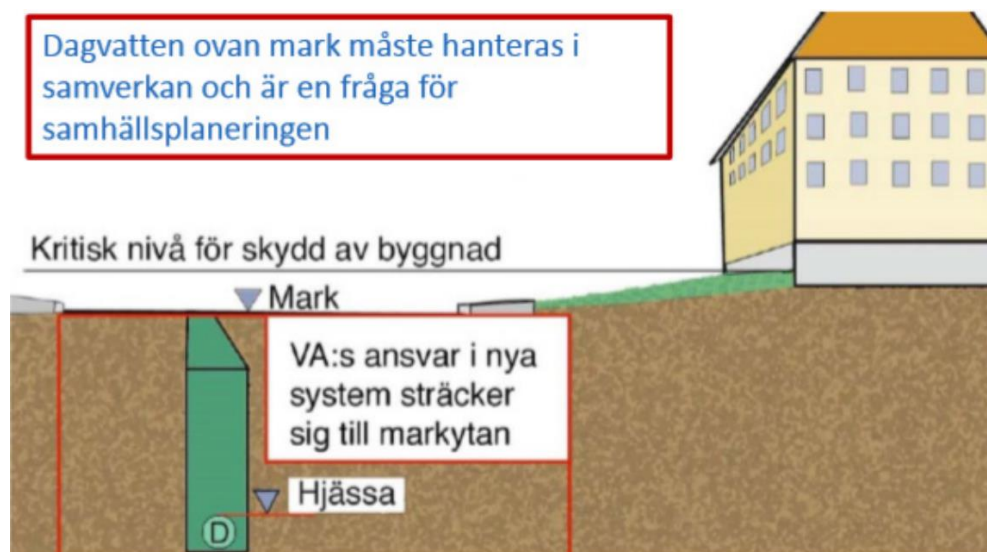 Dagvatten ovan mark måste hanteras i
samverkan och är en fråga för
samhällsplaneringen
Kritisk nivå för skydd av byggnad
Mark
VA:s ansvar i nya
system sträcker
sig till markytan
Hjässa
D